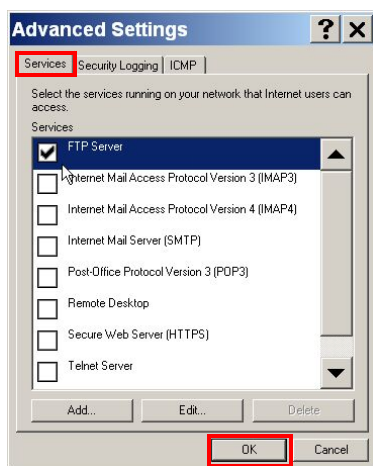 Advanced Settings ? X
Services Security Logging ICMP
Select the services running on your network that Internet users can
access.
Services
FTP Server
Internet Mail Access Protocol Version 3 (IMAP3)
Internet Mail Access Protocol Version 4 (IMAP4)
Internet Mail Server (SMTP)
Post-Office Protocol Version 3 (POP3)
Remote Desktop
Secure Web Server (HTTPS)
Telnet Server
Add... Edit... Delete
OK Cancel